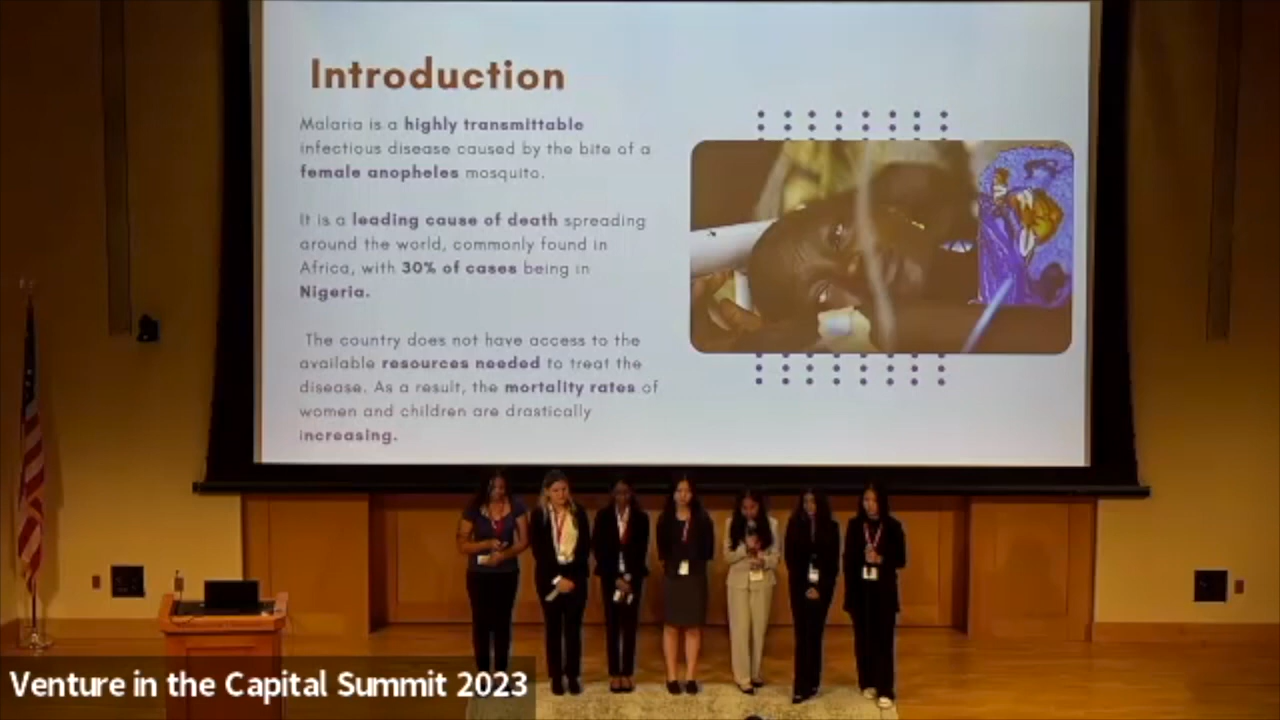 Introduction
Malaria is a highly transmittable
infectious disease caused by the bite of a
female anopheles mosquito.
It is a leading cause of death spreading
around the world, commonly found in
Africa, with 30% of cases being in
Nigeria.
The country does not have access to the
available resources needed to treat the
disease. As a result, the mortality rates of
women and children are drastically
increasing.
Venture in the Capital Summit 2023